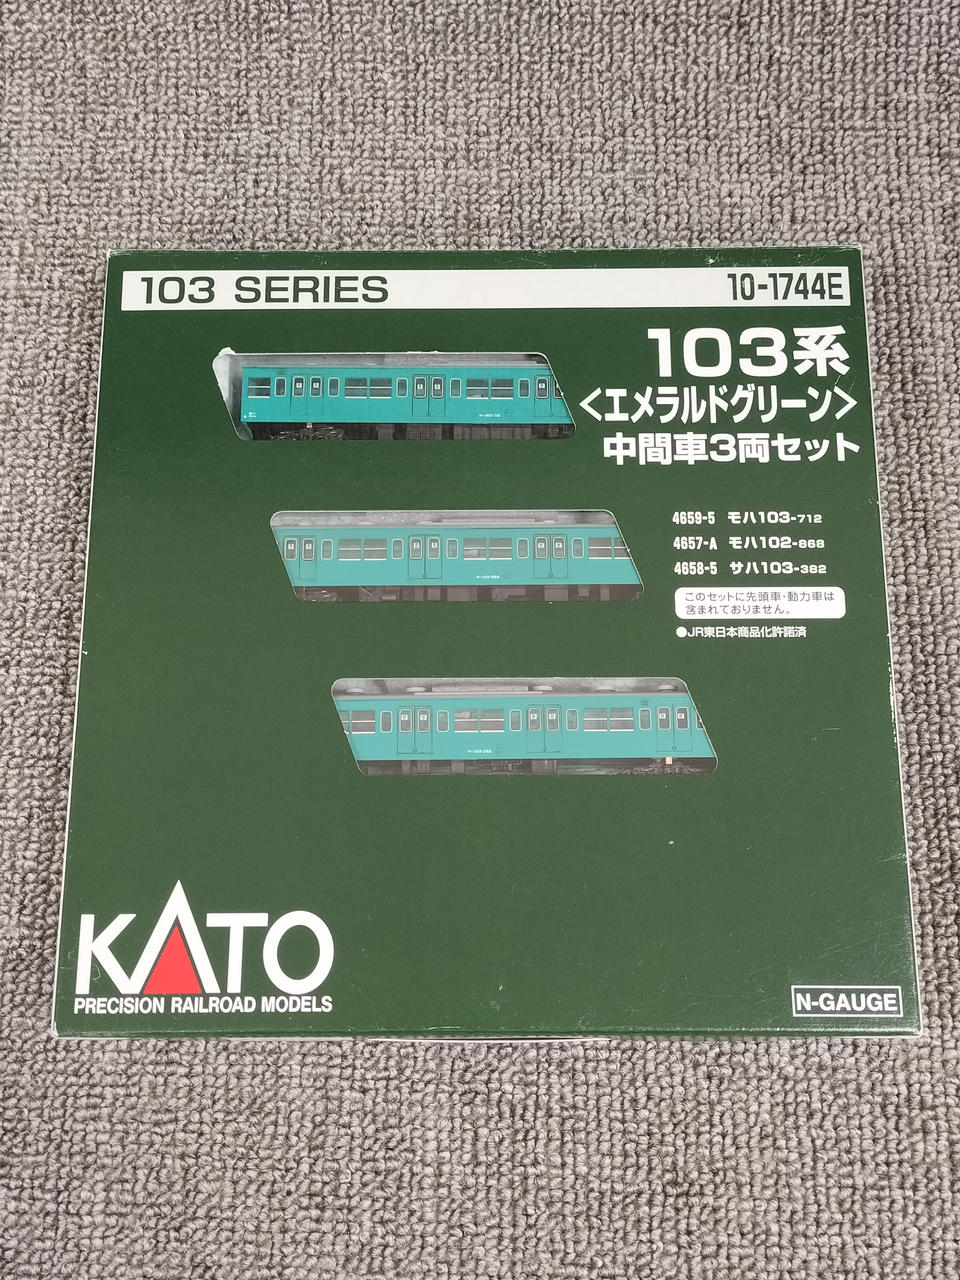 103 SERIES
10-1744E
103系
<エメラルドグリーン>
中間車3両セット
4659-5 モハ103-712
4657-A モハ102-868
4658-5 サハ103-382
このセットに先頭車・動力車は
含まれておりません。
●JR東日本商品化許諾済
KATO
PRECISION RAILROAD MODELS
N-GAUGE